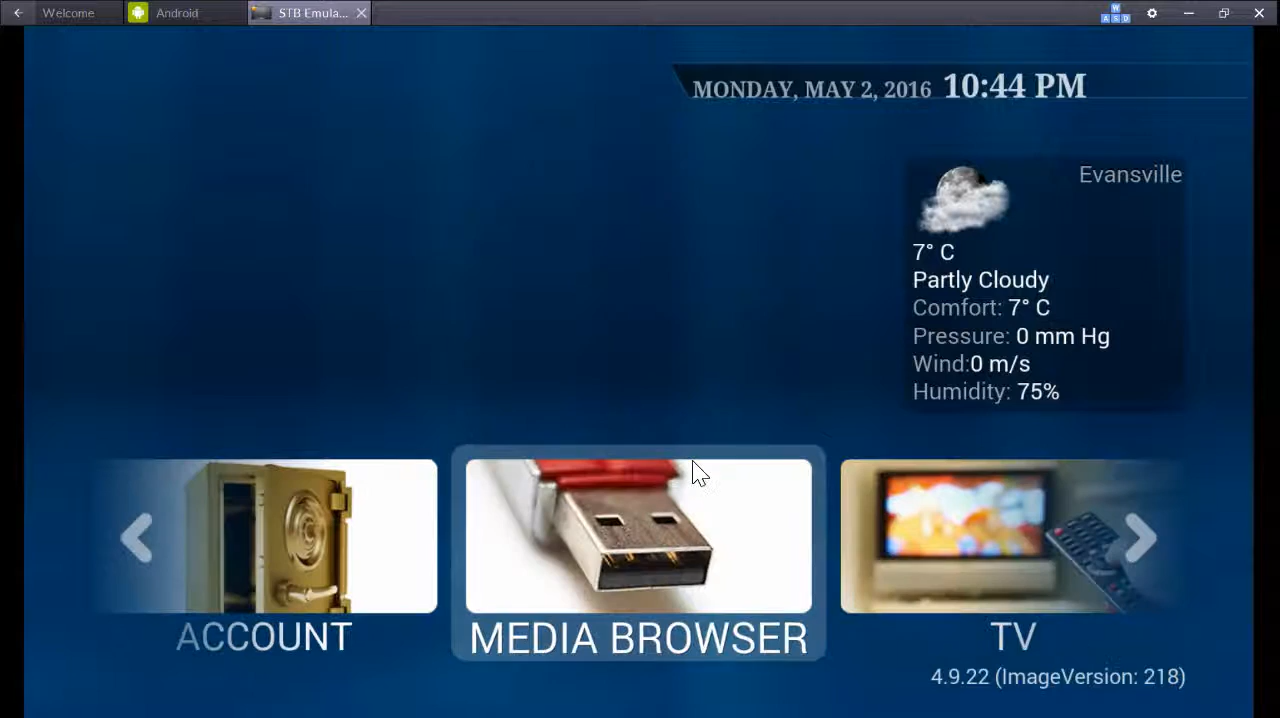 Welcome
Android
STB Emula...
MONDAY, MAY 2, 2016 10:44 PM
Evansville
7° C
Partly Cloudy
Comfort: 7° C
Pressure: 0 mm Hg
Wind:0 m/s
Humidity: 75%
ACCOUNT
MEDIA BROWSER
TV
4.9.22 (ImageVersion: 218)